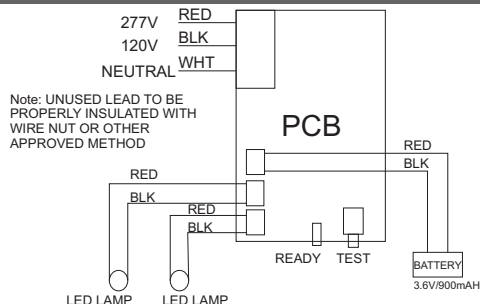 277V RED
120V BLK
NEUTRAL WHT
Note: UNUSED LEAD TO BE
PROPERLY INSULATED WITH
WIRE NUT OR OTHER
APPROVED METHOD
PCB
RED
BLK
RED
BLK
RED
BLK
READY TEST
BATTERY
3.6V/900mAH
LED LAMP LED LAMP